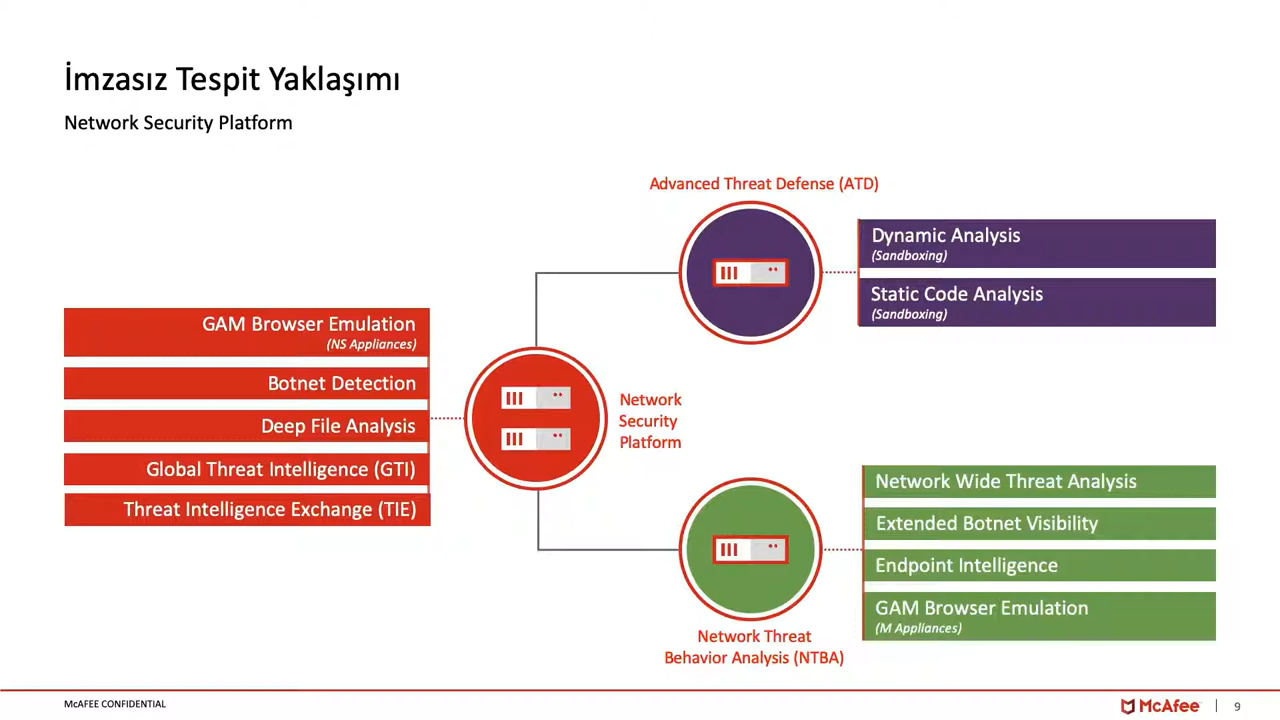 İmzasız Tespit Yaklaşımı
Network Security Platform
GAM Browser Emulation
(NS Appliances)
Botnet Detection
Deep File Analysis
Global Threat Intelligence (GTI)
Threat Intelligence Exchange (TIE)
Network
Security
Platform
Advanced Threat Defense (ATD)
Dynamic Analysis
(Sandboxing)
Static Code Analysis
(Sandboxing)
Network Wide Threat Analysis
Extended Botnet Visibility
Endpoint Intelligence
GAM Browser Emulation
(M Appliances)
Network Threat
Behavior Analysis (NTBA)
McAFEE CONFIDENTIAL
McAfee
9